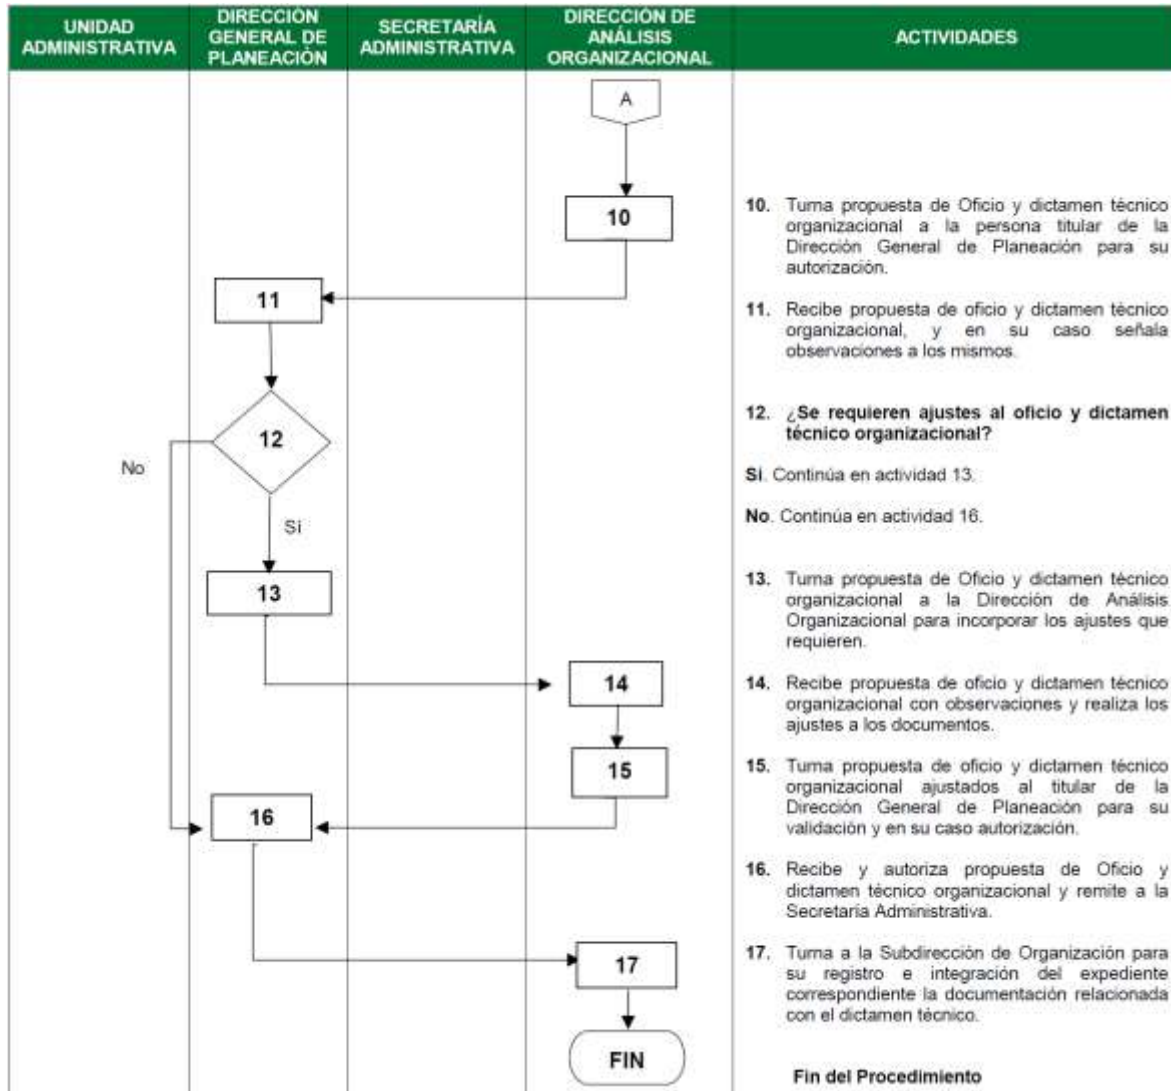 UNIDAD
ADMINISTRATIVA
DIRECCIÓN
GENERAL DE
PLANEACIÓN
SECRETARÍA
ADMINISTRATIVA
DIRECCIÓN DE
ANÁLISIS
ORGANIZACIONAL
ACTIVIDADES
A
10
11
12
No
Sí
13
14
15
16
17
FIN
10. Turna propuesta de Oficio y dictamen técnico
organizacional a la persona titular de la
Dirección General de Planeación para su
autorización.
11. Recibe propuesta de oficio y dictamen técnico
organizacional, y en su caso señala
observaciones a los mismos.
12. ¿Se requieren ajustes al oficio y dictamen
técnico organizacional?
Sí. Continúa en actividad 13.
No. Continúa en actividad 16.
13. Turna propuesta de Oficio y dictamen técnico
organizacional a la Dirección de Análisis
Organizacional para incorporar los ajustes que
requieren.
14. Recibe propuesta de oficio y dictamen técnico
organizacional con observaciones y realiza los
ajustes a los documentos.
15. Turna propuesta de oficio y dictamen técnico
organizacional ajustados al titular de la
Dirección General de Planeación para su
validación y en su caso autorización.
16. Recibe y autoriza propuesta de Oficio y
dictamen técnico organizacional y remite a la
Secretaría Administrativa.
17. Turna a la Subdirección de Organización para
su registro e integración del expediente
correspondiente la documentación relacionada
con el dictamen técnico.
Fin del Procedimiento